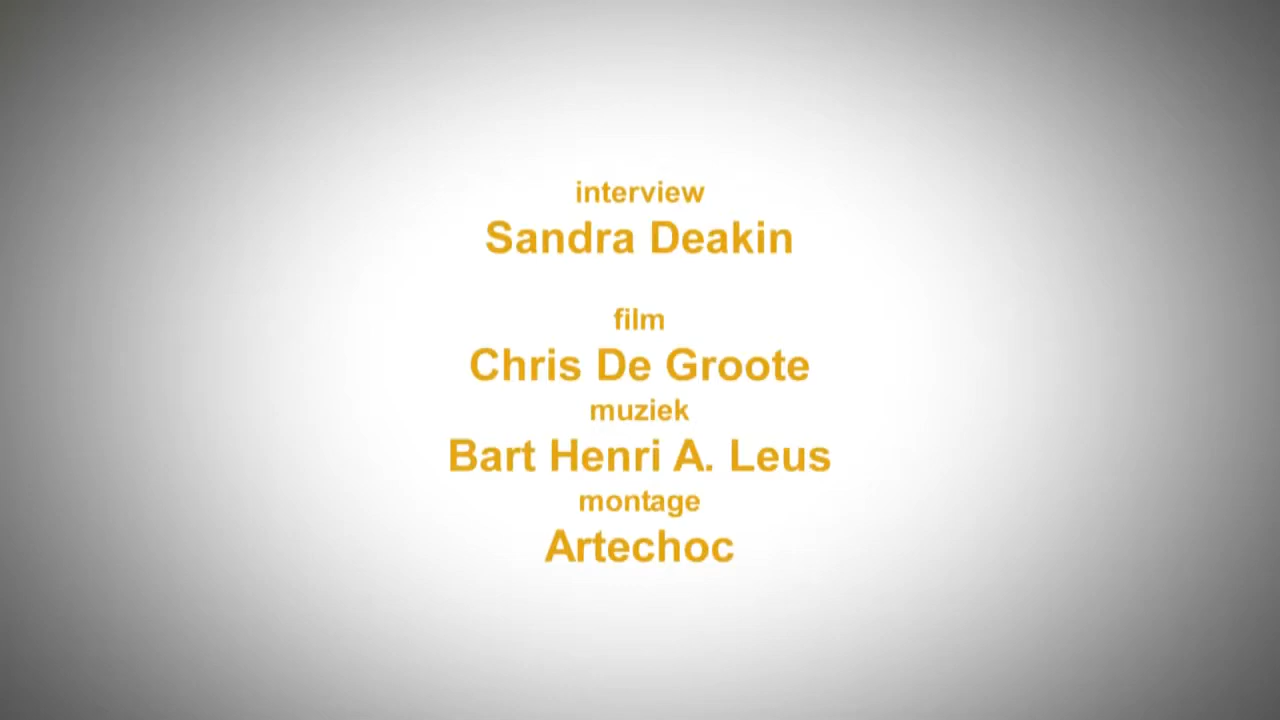 interview
Sandra Deakin
film
Chris De Groote
muziek
Bart Henri A. Leus
montage
Artechoc